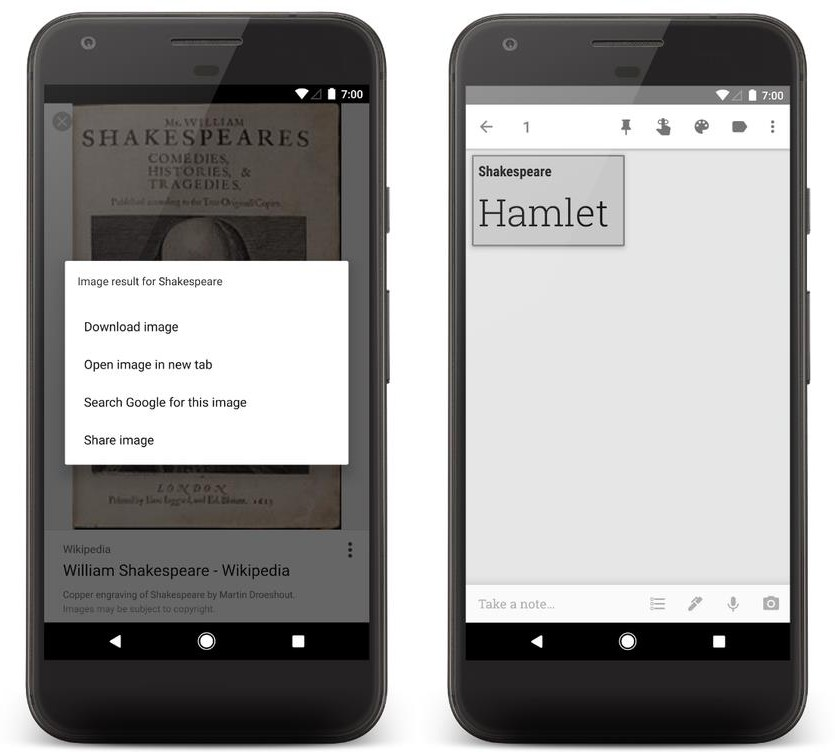 7:00
Mr. WILLIAM
SHAKESPEARES
COMEDIES,
HISTORIES, &
TRAGEDIES.
Published according to the True Originall Copies.
Image result for Shakespeare
Download image
Open image in new tab
Search Google for this image
Share image
LONDON
Printed by Isaac Iaggard, and Ed. Blount. 1623
Wikipedia
William Shakespeare - Wikipedia
Copper engraving of Shakespeare by Martin Droeshout.
Images may be subject to copyright.
7:00
1
Shakespeare
Hamlet
Take a note...